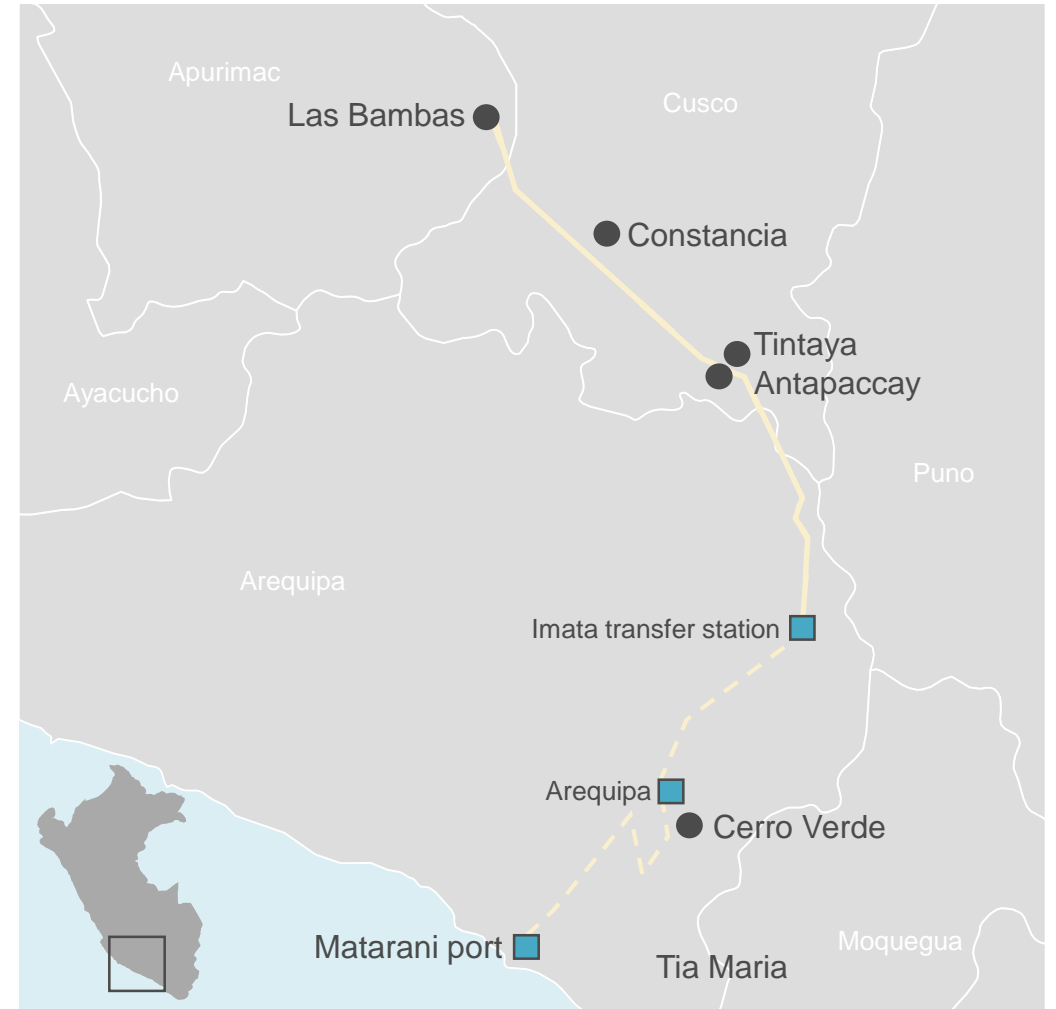 Apurimac
Las Bambas
Cusco
Constancia
Tintaya
Antapaccay
Ayacucho
Puno
Arequipa
Imata transfer station
Arequipa
Cerro Verde
Matarani port
Tia Maria
Moquegua